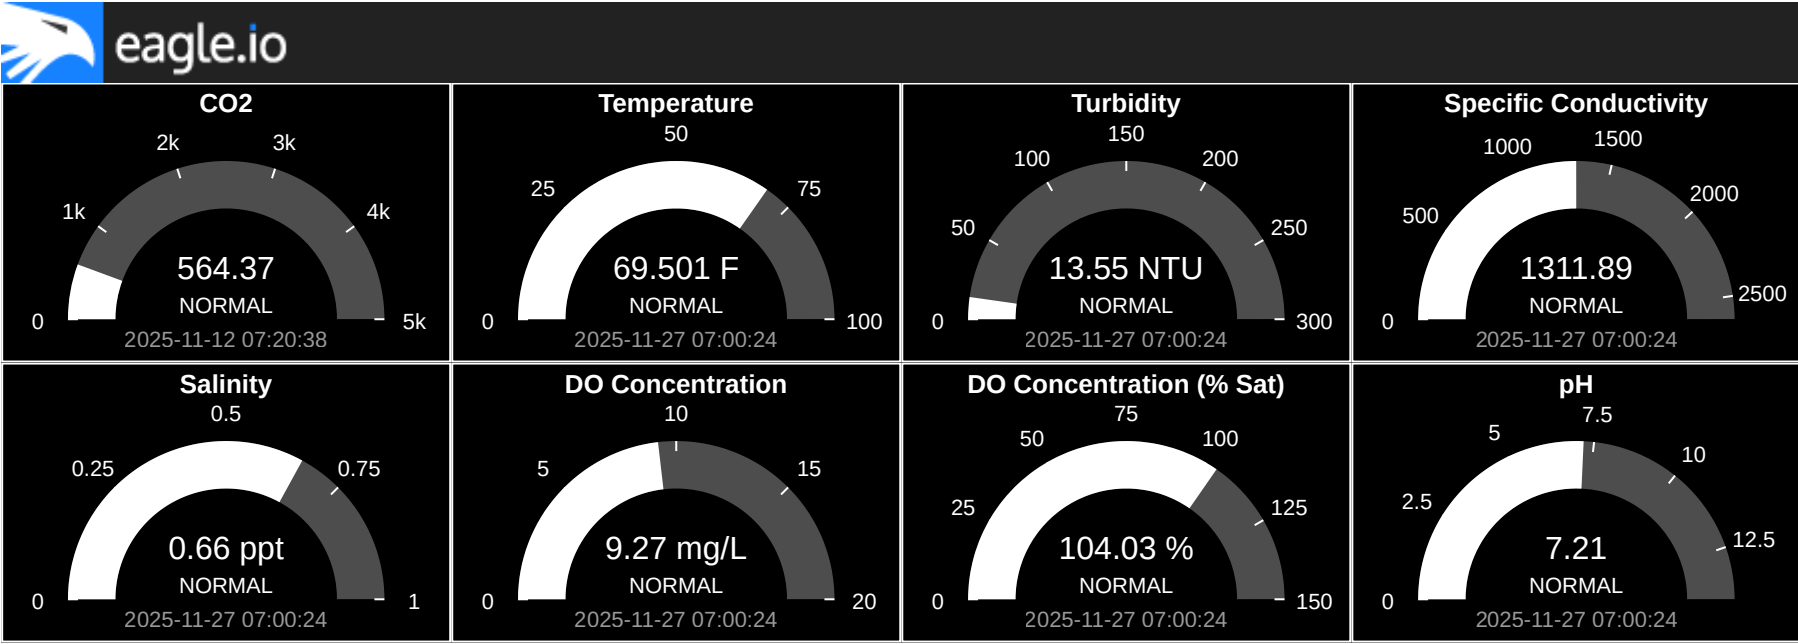 eagle.io
CO2
0
1k
2k
3k
4k
5k
564.37
NORMAL
2025-11-12 07:20:38
Temperature
0
25
50
75
100
69.501 F
NORMAL
2025-11-27 07:00:24
Turbidity
0
50
100
150
200
250
300
13.55 NTU
NORMAL
2025-11-27 07:00:24
Specific Conductivity
0
500
1000
1500
2000
2500
1311.89
NORMAL
2025-11-27 07:00:24
Salinity
0
0.25
0.5
0.75
1
0.66 ppt
NORMAL
2025-11-27 07:00:24
DO Concentration
0
5
10
15
20
9.27 mg/L
NORMAL
2025-11-27 07:00:24
DO Concentration (% Sat)
0
25
50
75
100
125
150
104.03 %
NORMAL
2025-11-27 07:00:24
pH
0
2.5
5
7.5
10
12.5
7.21
NORMAL
2025-11-27 07:00:24